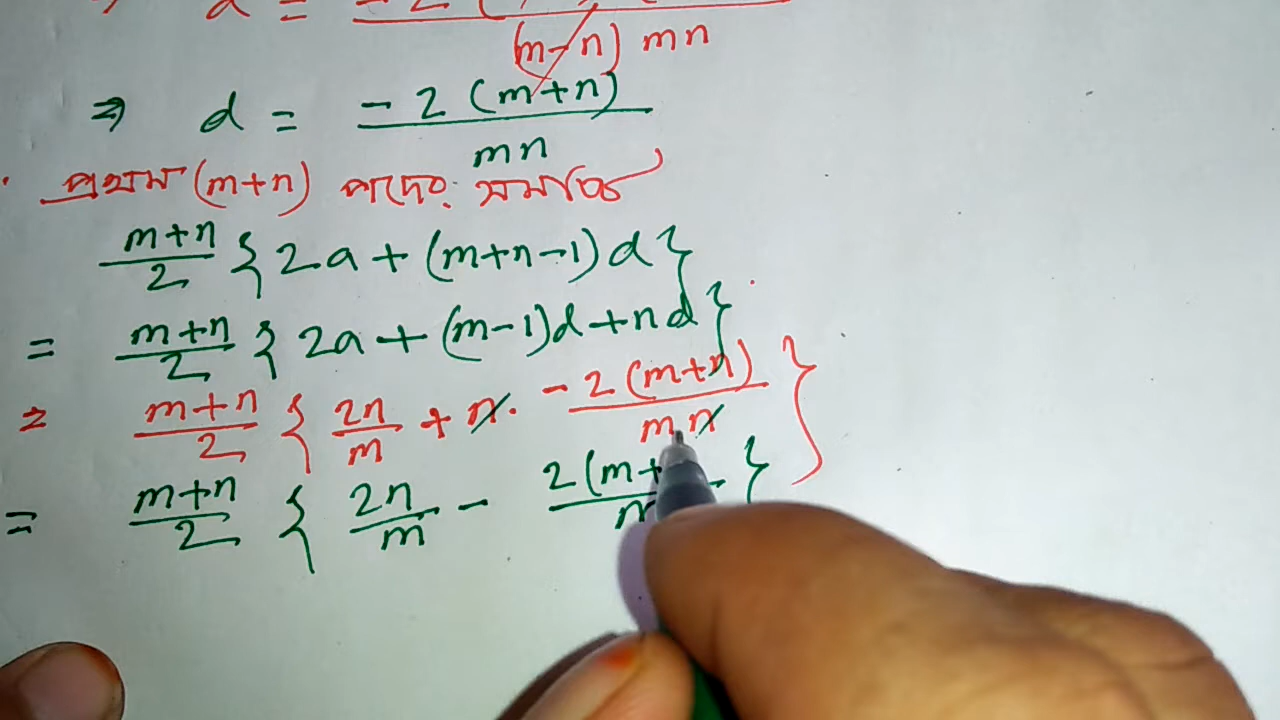 ⇒ d = -2 (
(m-n) mn
⇒ d = -2 (m+n) / mn
প্রথম (m+n) পদের সমষ্টি
m+n/2 {2a + (m+n-1)d}
= m+n/2 {2a + (m-1)d + nd}
= m+n/2 {2n/m + n. -2(m+n)/mn}
= m+n/2 {2n/m - 2(m+ / m }